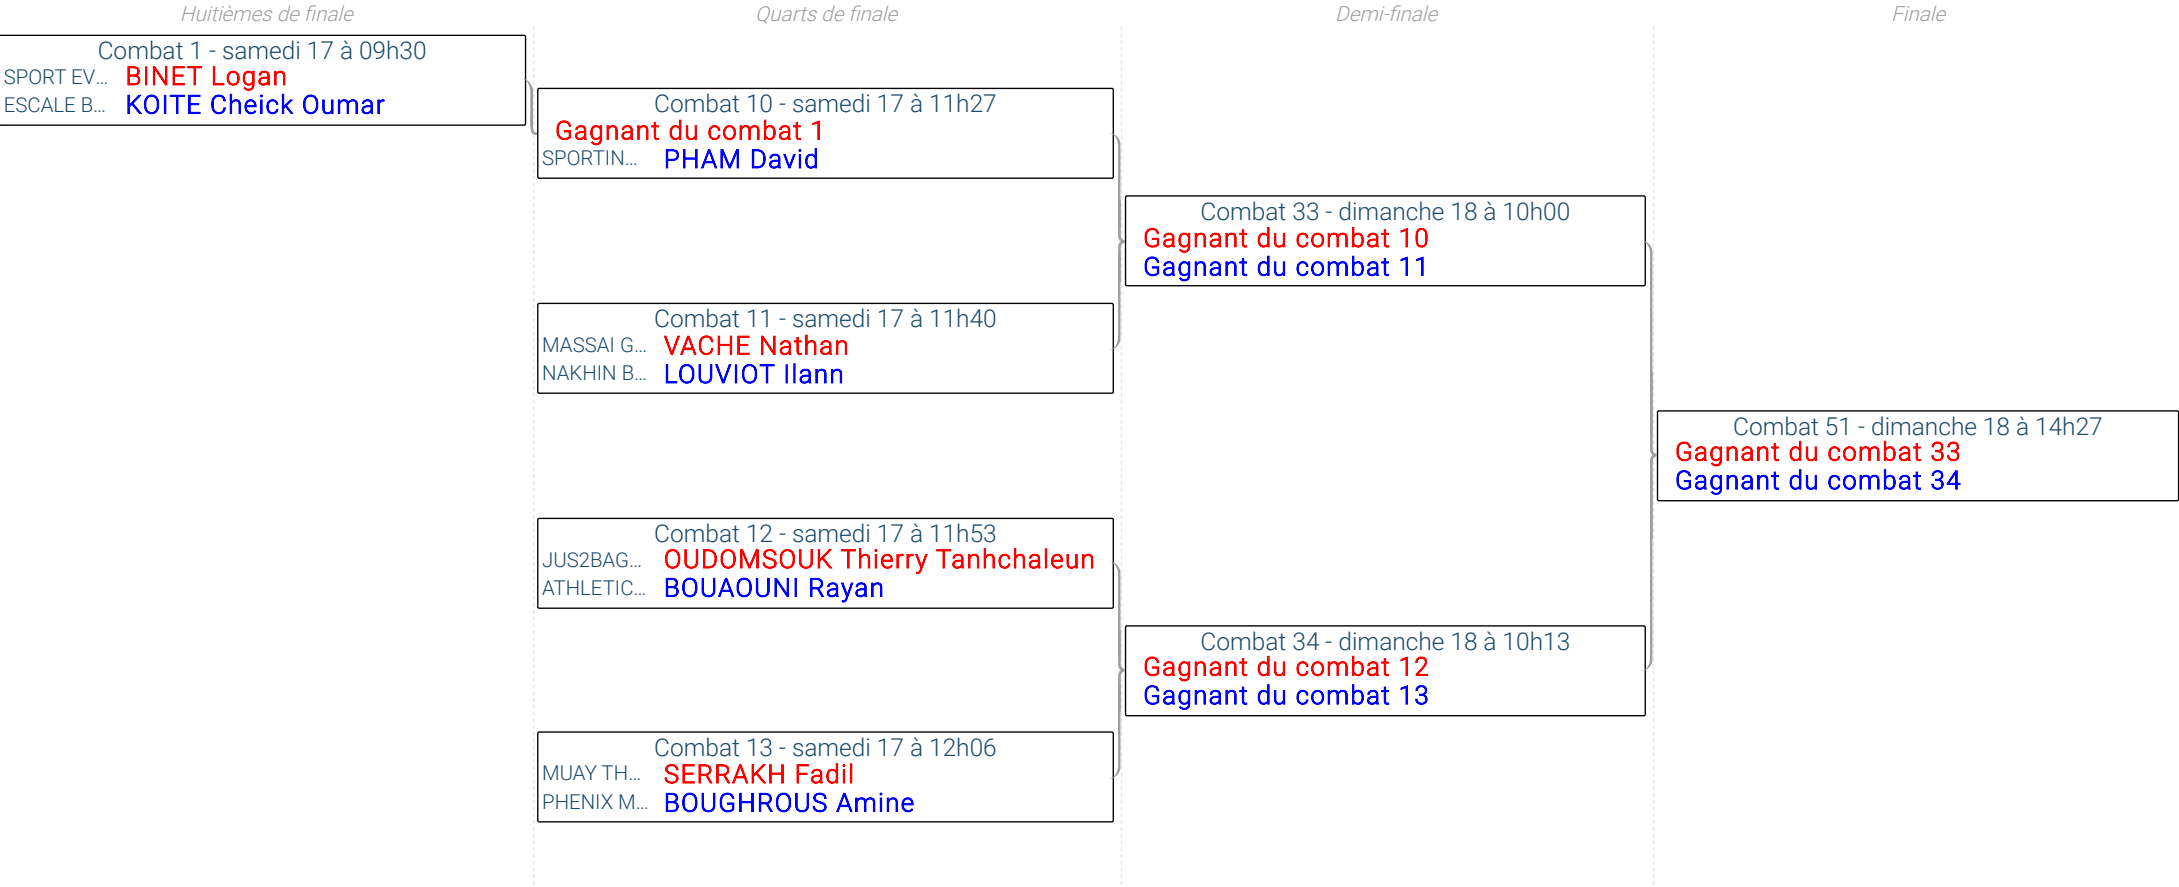 Huitièmes de finale
Combat 1 - samedi 17 à 09h30
SPORT EV... BINET Logan
ESCALE B... KOITE Cheick Oumar
Quarts de finale
Combat 10 - samedi 17 à 11h27
Gagnant du combat 1
SPORTIN... PHAM David
Combat 11 - samedi 17 à 11h40
MASSAI G... VACHE Nathan
NAKHIN B... LOUVIOT Ilann
Combat 12 - samedi 17 à 11h53
JUS2BAG... OUDOMSOUK Thierry Tanhchaleun
ATHLETIC... BOUAOUNI Rayan
Combat 13 - samedi 17 à 12h06
MUAY TH... SERRAKH Fadil
PHENIX M... BOUGHROUS Amine
Demi-finale
Combat 33 - dimanche 18 à 10h00
Gagnant du combat 10
Gagnant du combat 11
Combat 34 - dimanche 18 à 10h13
Gagnant du combat 12
Gagnant du combat 13
Finale
Combat 51 - dimanche 18 à 14h27
Gagnant du combat 33
Gagnant du combat 34